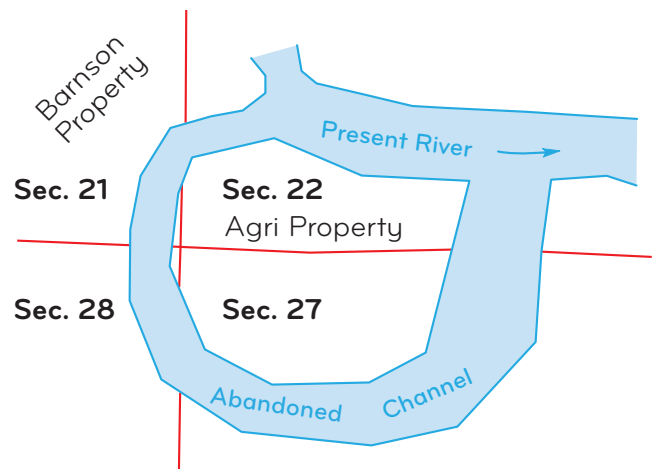 Barnson
Property
Present River
Sec. 21
Sec. 22
Agri Property
Sec. 28
Sec. 27
Abandoned Channel